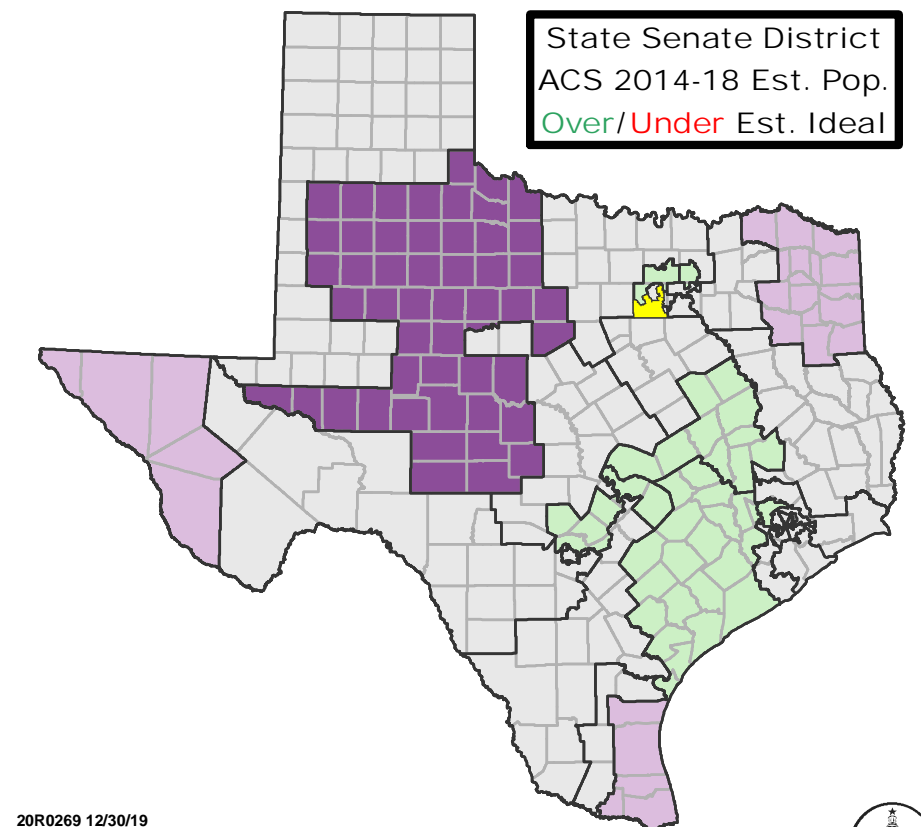 State Senate District
ACS 2014-18 Est. Pop.
Over/Under Est. Ideal
20R0269 12/30/19